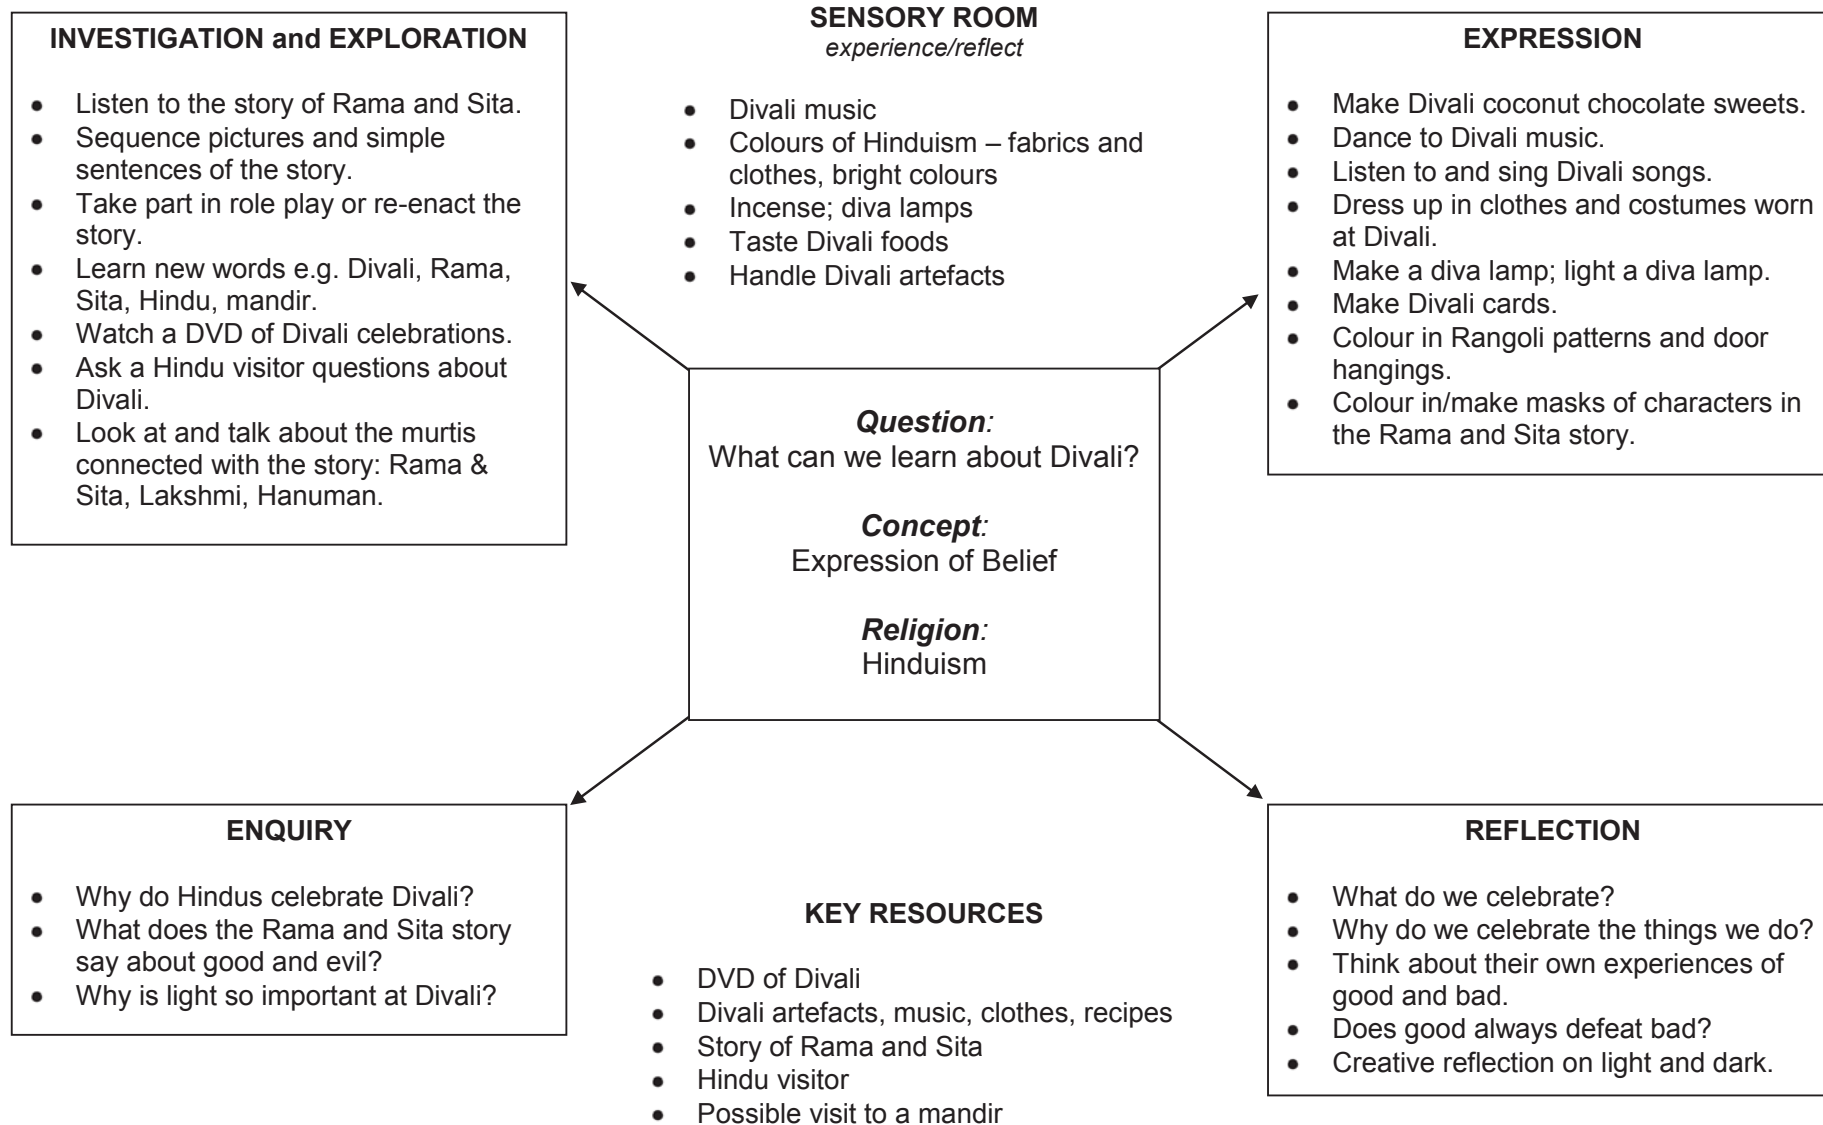 INVESTIGATION and EXPLORATION
• Listen to the story of Rama and Sita.
• Sequence pictures and simple
sentences of the story.
• Take part in role play or re-enact the
story.
• Learn new words e.g. Divali, Rama,
Sita, Hindu, mandir.
• Watch a DVD of Divali celebrations.
• Ask a Hindu visitor questions about
Divali.
• Look at and talk about the murtis
connected with the story: Rama &
Sita, Lakshmi, Hanuman.
SENSORY ROOM
experience/reflect
• Divali music
• Colours of Hinduism – fabrics and
clothes, bright colours
• Incense; diva lamps
• Taste Divali foods
• Handle Divali artefacts
EXPRESSION
• Make Divali coconut chocolate sweets.
• Dance to Divali music.
• Listen to and sing Divali songs.
• Dress up in clothes and costumes worn
at Divali.
• Make a diva lamp; light a diva lamp.
• Make Divali cards.
• Colour in Rangoli patterns and door
hangings.
• Colour in/make masks of characters in
the Rama and Sita story.
Question:
What can we learn about Divali?
Concept:
Expression of Belief
Religion:
Hinduism
ENQUIRY
• Why do Hindus celebrate Divali?
• What does the Rama and Sita story
say about good and evil?
• Why is light so important at Divali?
KEY RESOURCES
• DVD of Divali
• Divali artefacts, music, clothes, recipes
• Story of Rama and Sita
• Hindu visitor
• Possible visit to a mandir
REFLECTION
• What do we celebrate?
• Why do we celebrate the things we do?
• Think about their own experiences of
good and bad.
• Does good always defeat bad?
• Creative reflection on light and dark.